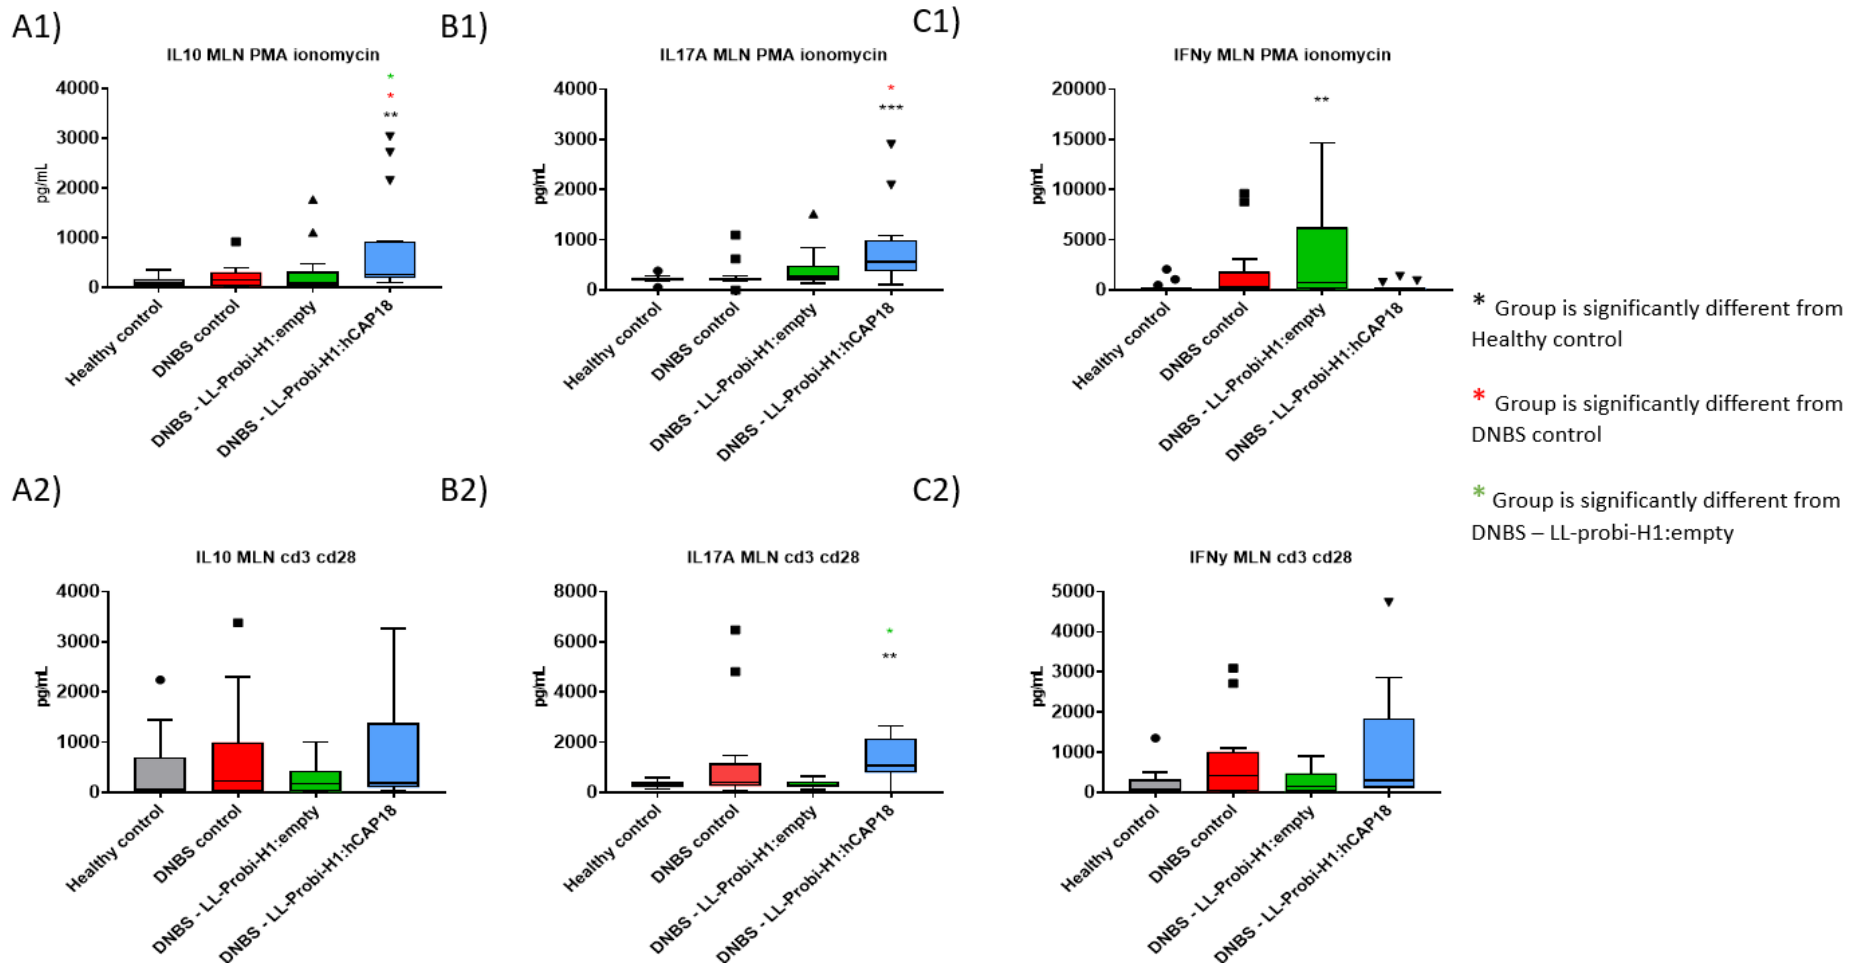 A1)
IL10 MLN PMA ionomycin
*
*
**
4000
3000
2000
1000
0
pg/mL
Healthy control
DNBS control
DNBS - LL-Probi-H1:empty
DNBS - LL-Probi-H1:hCAP18
B1)
IL17A MLN PMA ionomycin
*
***
4000
3000
2000
1000
0
pg/mL
Healthy control
DNBS control
DNBS - LL-Probi-H1:empty
DNBS - LL-Probi-H1:hCAP18
C1)
IFNy MLN PMA ionomycin
**
20000
15000
10000
5000
0
pg/mL
Healthy control
DNBS control
DNBS - LL-Probi-H1:empty
DNBS - LL-Probi-H1:hCAP18
* Group is significantly different from
Healthy control
* Group is significantly different from
DNBS control
* Group is significantly different from
DNBS – LL-probi-H1:empty
A2)
IL10 MLN cd3 cd28
4000
3000
2000
1000
0
pg/mL
Healthy control
DNBS control
DNBS - LL-Probi-H1:empty
DNBS - LL-Probi-H1:hCAP18
B2)
IL17A MLN cd3 cd28
*
**
8000
6000
4000
2000
0
pg/mL
Healthy control
DNBS control
DNBS - LL-Probi-H1:empty
DNBS - LL-Probi-H1:hCAP18
C2)
IFNy MLN cd3 cd28
5000
4000
3000
2000
1000
0
pg/mL
Healthy control
DNBS control
DNBS - LL-Probi-H1:empty
DNBS - LL-Probi-H1:hCAP18